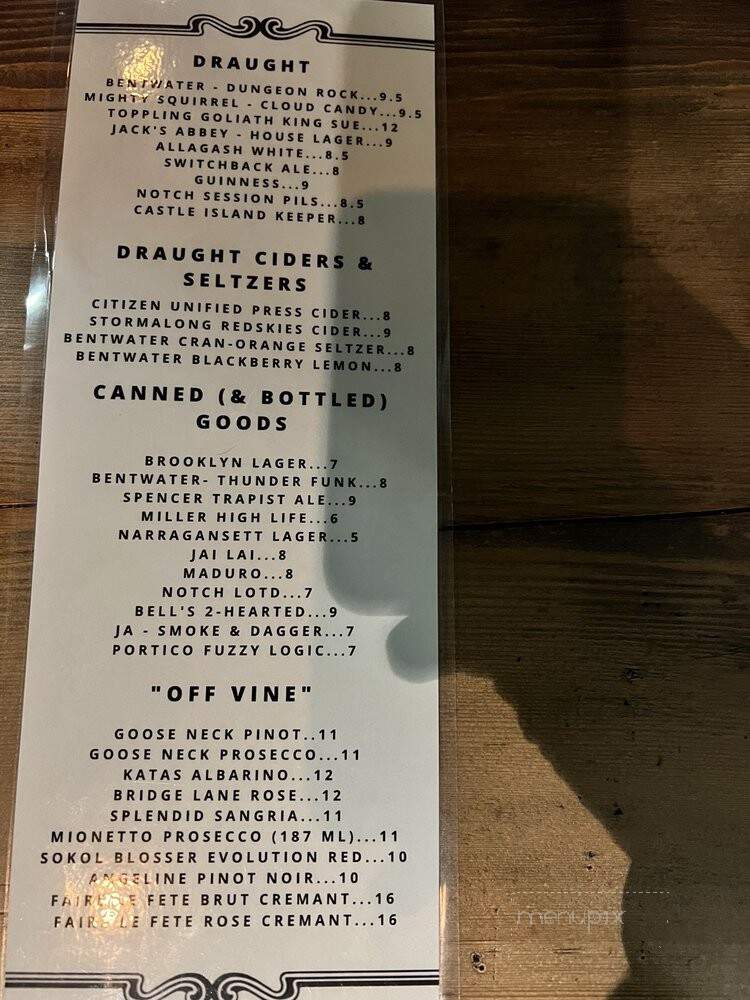 DRAUGHT
BENTWATER - DUNGEON ROCK...9.5
MIGHTY SQUIRREL - CLOUD CANDY...9.5
TOPPLING GOLIATH KING SUE...12
JACK'S ABBEY - HOUSE LAGER...9
ALLAGASH WHITE...8.5
SWITCHBACK ALE...8
GUINNESS...9
NOTCH SESSION PILS...8.5
CASTLE ISLAND KEEPER...8
DRAUGHT CIDERS &
SELTZERS
CITIZEN UNIFIED PRESS CIDER...8
STORMALONG REDSKIES CIDER...9
BENTWATER CRAN-ORANGE SELTZER...8
BENTWATER BLACKBERRY LEMON...8
CANNED (& BOTTLED)
GOODS
BROOKLYN LAGER...7
BENTWATER- THUNDER FUNK...8
SPENCER TRAPIST ALE...9
MILLER HIGH LIFE...6
NARRAGANSETT LAGER...5
JAI LAI...8
MADURO...8
NOTCH LOTD...7
BELL'S 2-HEARTED...9
JA - SMOKE & DAGGER...7
PORTICO FUZZY LOGIC...7
"OFF VINE"
GOOSE NECK PINOT..11
GOOSE NECK PROSECCO...11
KATAS ALBARINO...12
BRIDGE LANE ROSE...12
SPLENDID SANGRIA...11
MIONETTO PROSECCO (187 ML)...11
SOKOL BLOSSER EVOLUTION RED...10
ANGELINE PINOT NOIR...10
FAIRE LE FETE BRUT CREMANT...16
FAIRE LE FETE ROSE CREMANT...16
menupix